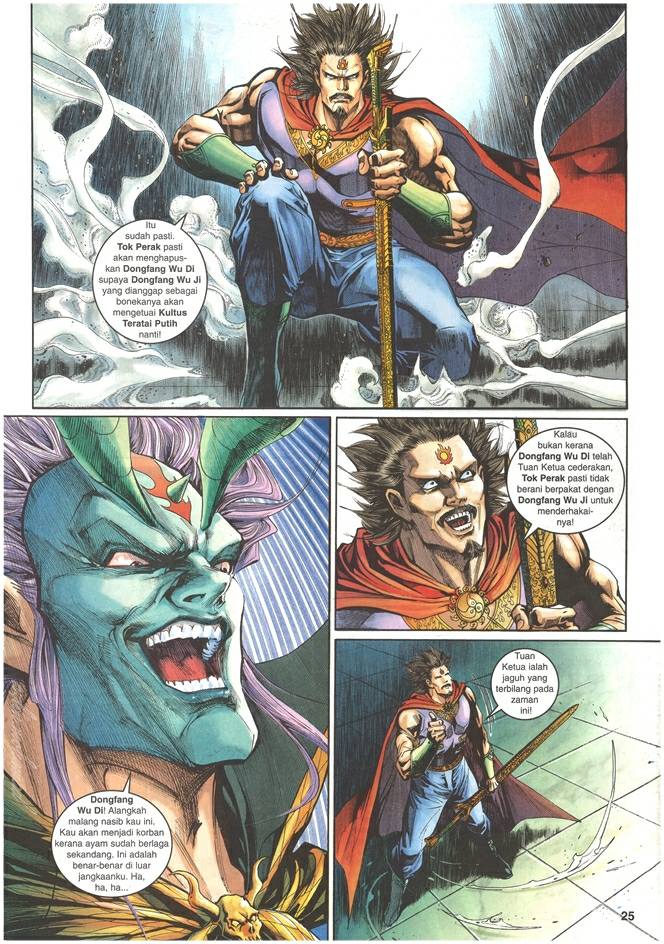 Itu
sudah pasti.
Tok Perak pasti
akan menghapus-
kan Dongfang Wu Di
supaya Dongfang Wu Ji
yang dianggap sebagai
bonekanya akan
mengetuai Kultus
Teratai Putih
nanti!
Dongfang
Wu Di! Alangkah
malang nasib kau ini,
Kau akan menjadi korban
kerana ayam sudah berlaga
sekandang. Ini adalah
benar-benar di luar
jangkaanku. Ha,
ha, ha...
Kalau
bukan kerana
Dongfang Wu Di telah
Tuan Ketua cederakan,
Tok Perak pasti tidak
berani berpakat dengan
Dongfang Wu Ji untuk
menderhakai-
nya!
Tuan
Ketua ialah
jaguh yang
terbilang pada
zaman
ini!
25